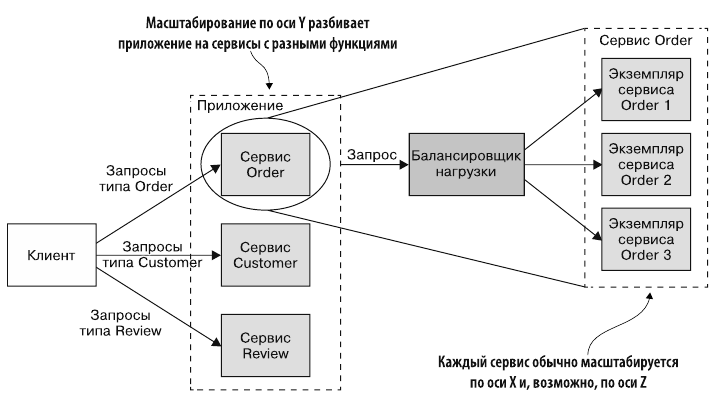 Масштабирование по оси Y разбивает
приложение на сервисы с разными функциями
Сервис Order
Приложение
Экземпляр
сервиса
Order 1
Запросы
типа Order
Сервис
Order
Запрос
Балансировщик
нагрузки
Экземпляр
сервиса
Order 2
Клиент
Запросы
типа Customer
Сервис
Customer
Экземпляр
сервиса
Order 3
Запросы
типа Review
Сервис
Review
Каждый сервис обычно масштабируется
по оси X и, возможно, по оси Z